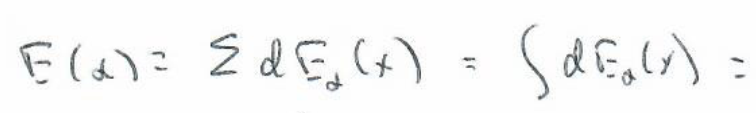 E(α) = Σ dE_α(x) = ∫ dE_α(x) =